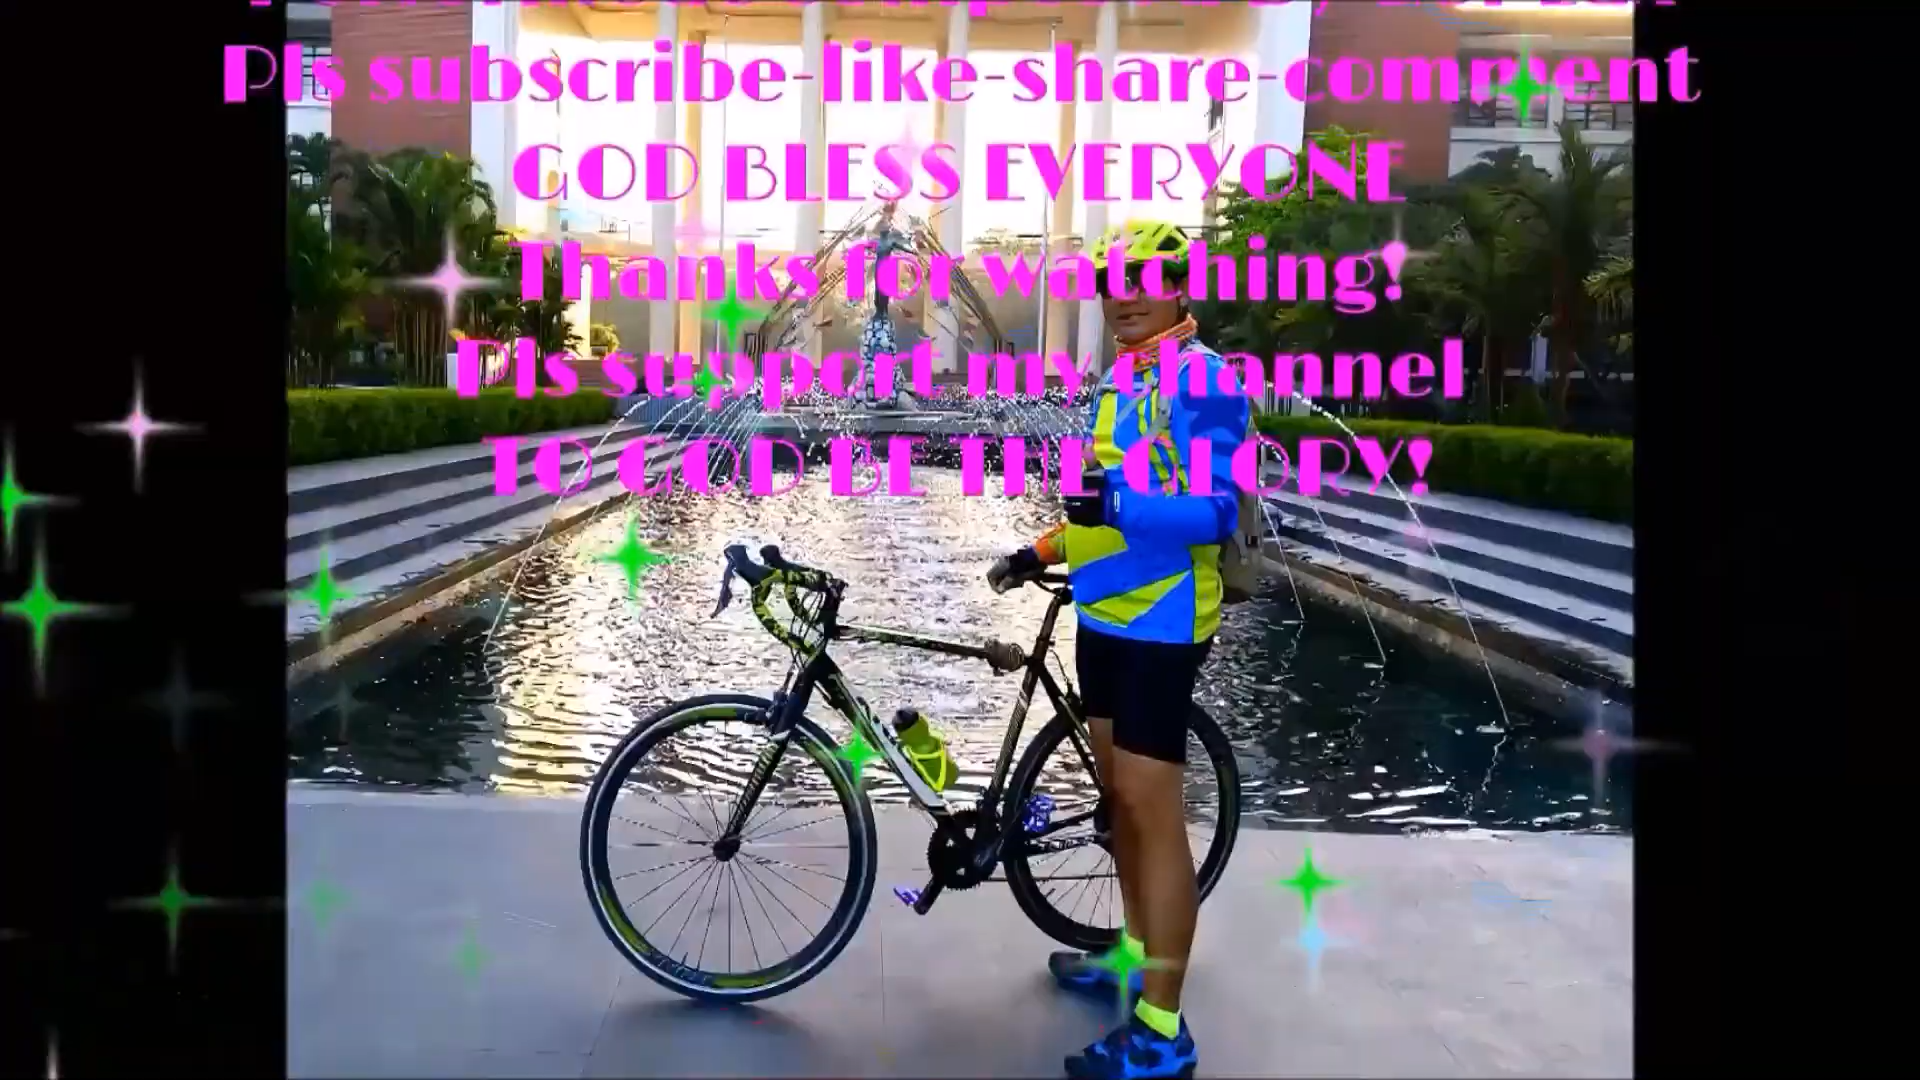 Pls subscribe-like-share-comment
GOD BLESS EVERYONE
Thanks for watching!
Pls support my channel
TO GOD BE THE GLORY!